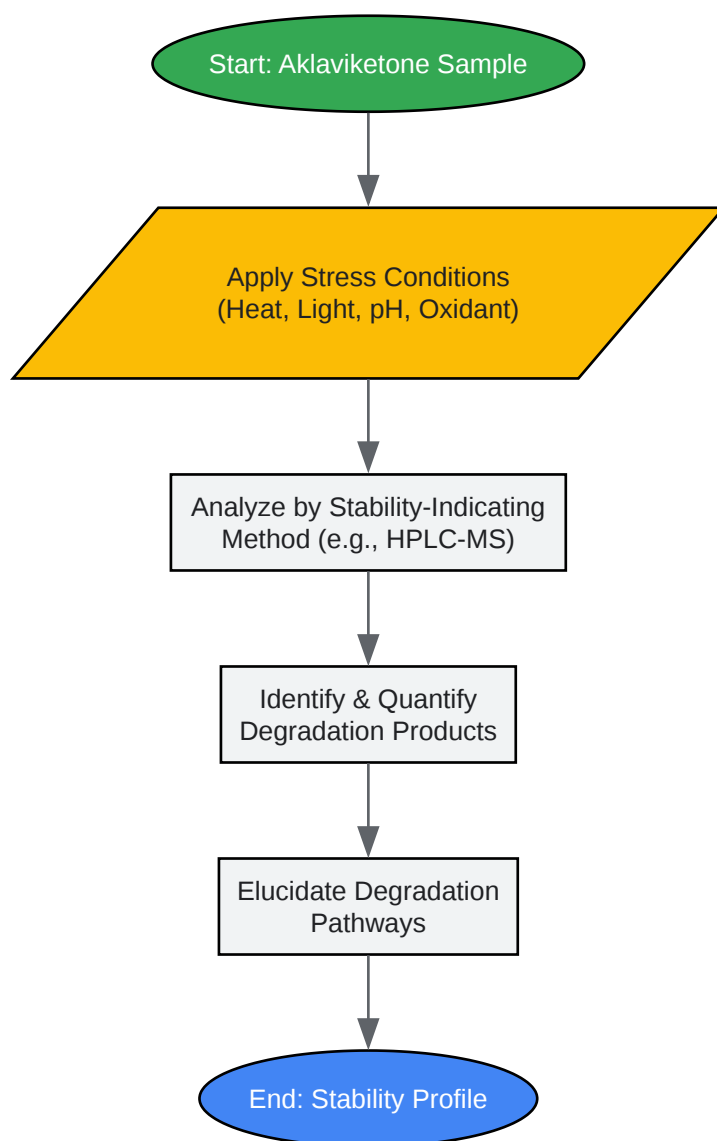 Start: Aklaviketone Sample
Apply Stress Conditions
(Heat, Light, pH, Oxidant)
Analyze by Stability-Indicating
Method (e.g., HPLC-MS)
Identify & Quantify
Degradation Products
Elucidate Degradation
Pathways
End: Stability Profile